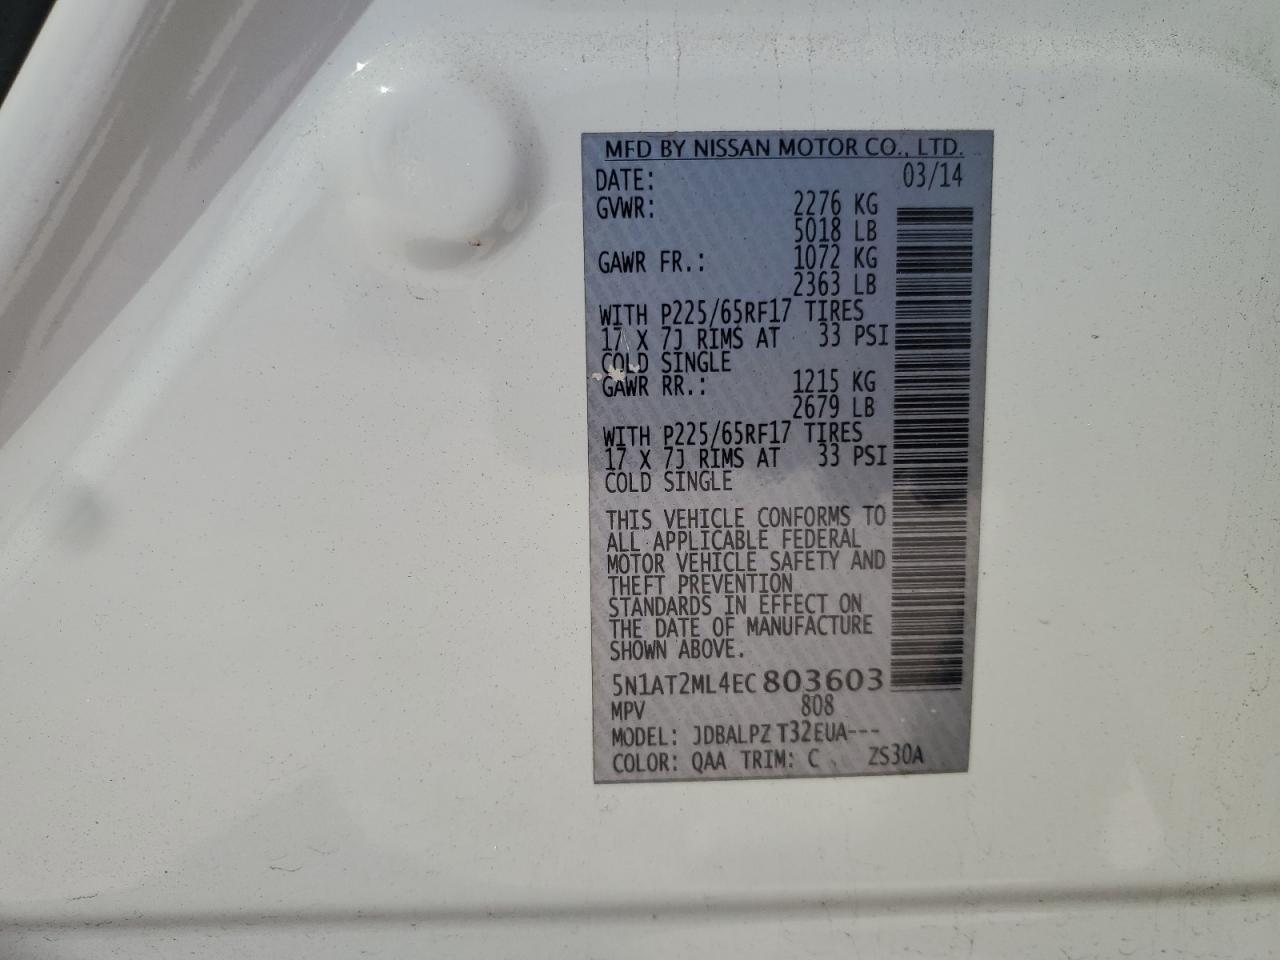 MFD BY NISSAN MOTOR CO., LTD.
DATE: 03/14
GVWR: 2276 KG
5018 LB
GAWR FR.: 1072 KG
2363 LB
WITH P225/65RF17 TIRES
17 X 7J RIMS AT 33 PSI
COLD SINGLE
GAWR RR.: 1215 KG
2679 LB
WITH P225/65RF17 TIRES
17 X 7J RIMS AT 33 PSI
COLD SINGLE
THIS VEHICLE CONFORMS TO
ALL APPLICABLE FEDERAL
MOTOR VEHICLE SAFETY AND
THEFT PREVENTION
STANDARDS IN EFFECT ON
THE DATE OF MANUFACTURE
SHOWN ABOVE.
5N1AT2ML4EC803603
MPV 808
MODEL: JDBALPZ T32EUA---
COLOR: QAA TRIM: C ZS30A